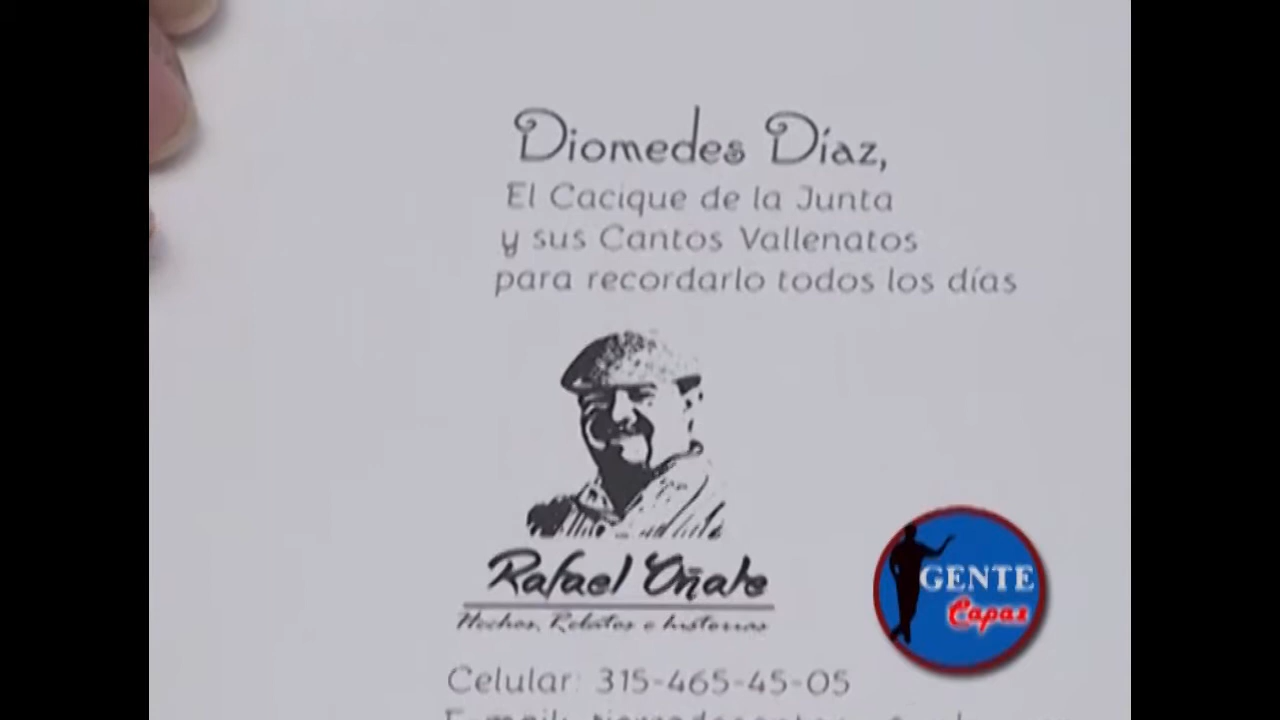 Diomedes Díaz,
El Cacique de la Junta
y sus Cantos Vallenatos
para recordarlo todos los días
Rafael Oñate
Hechos, Relatos e historias
Celular: 315-465-45-05
E-mail:
GENTE
Capaz